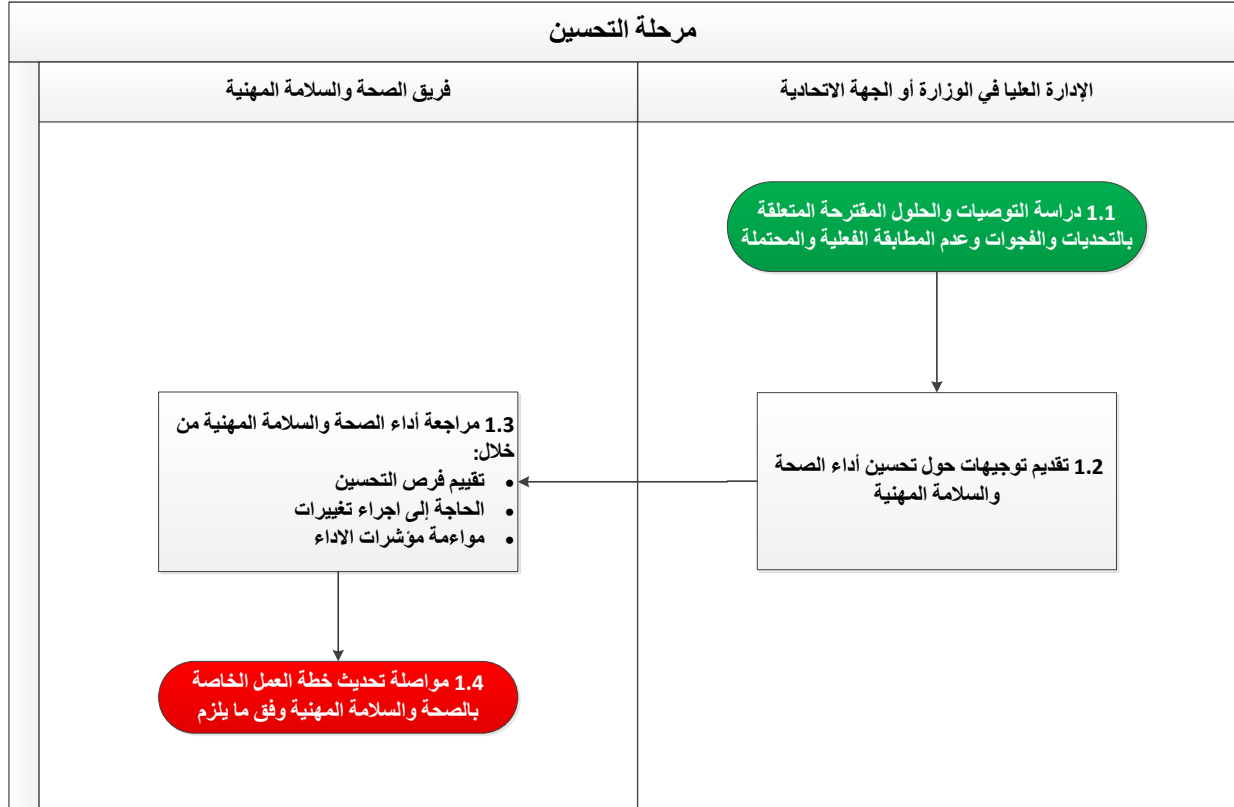 مرحلة التحسين
الإدارة العليا في الوزارة أو الجهة الاتحادية
فريق الصحة والسلامة المهنية
1.1 دراسة التوصيات والحلول المقترحة المتعلقة
بالتحديات والفجوات وعدم المطابقة الفعلية والمحتملة
1.2 تقديم توجيهات حول تحسين أداء الصحة
والسلامة المهنية
1.3 مراجعة أداء الصحة والسلامة المهنية من
خلال:
• تقييم فرص التحسين
• الحاجة إلى اجراء تغييرات
• مواءمة مؤشرات الاداء
1.4 مواصلة تحديث خطة العمل الخاصة
بالصحة والسلامة المهنية وفق ما يلزم